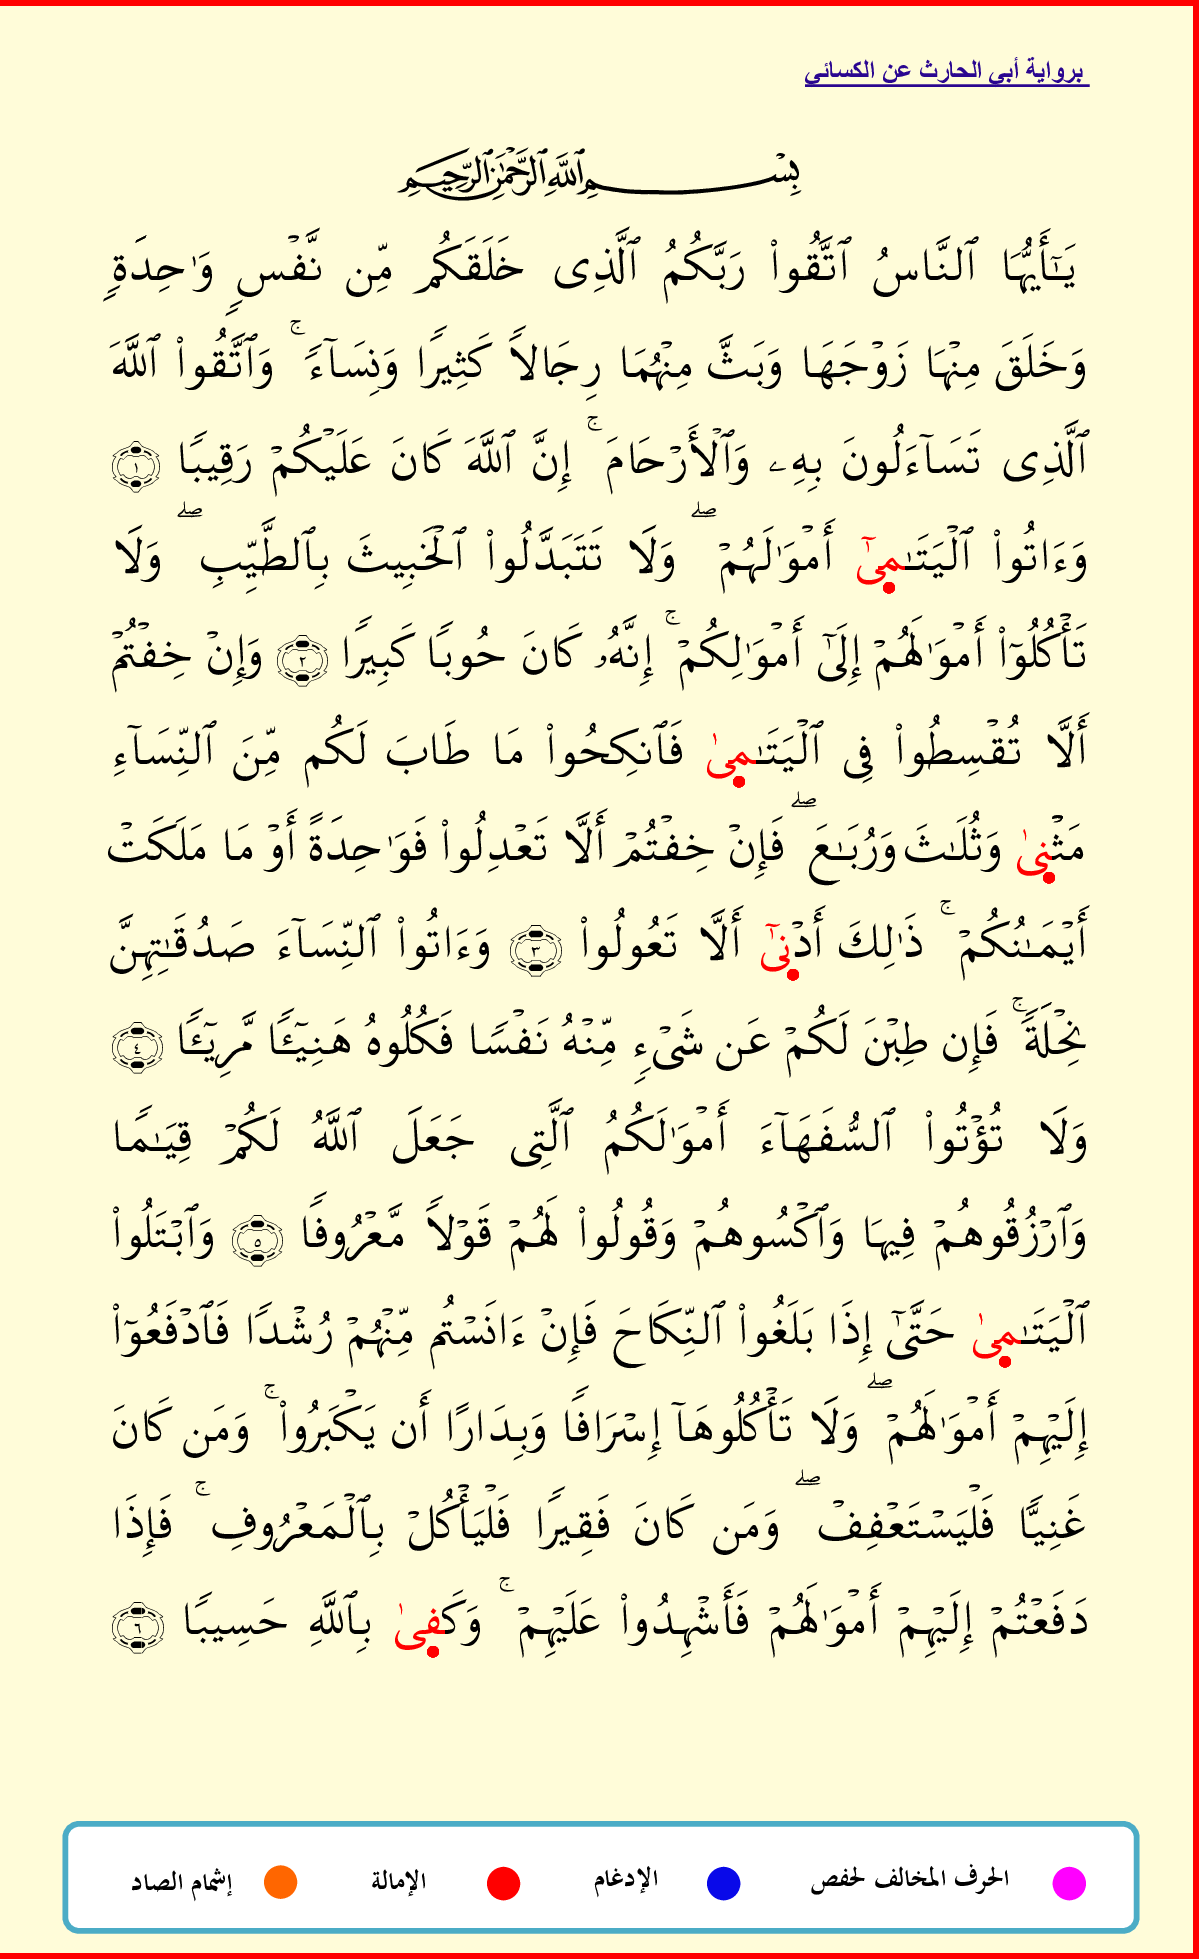 برواية أبي الحارث عن الكسائي
بِسْمِ ٱللَّهِ ٱلرَّحْمَٰنِ ٱلرَّحِيمِ
يَـٰٓأَيُّهَا ٱلنَّاسُ ٱتَّقُوا۟ رَبَّكُمُ ٱلَّذِى خَلَقَكُم مِّن نَّفْسٍ وَٰحِدَةٍ
وَخَلَقَ مِنْهَا زَوْجَهَا وَبَثَّ مِنْهُمَا رِجَالاً كَثِيرًا وَنِسَآءً ۚ وَٱتَّقُوا۟ ٱللَّهَ
ٱلَّذِى تَسَّآءَلُونَ بِهِۦ وَٱلْأَرْحَامَ ۚ إِنَّ ٱللَّهَ كَانَ عَلَيْكُمْ رَقِيبًا ١
وَءَاتُوا۟ ٱلْيَتَـٰمِىٓ أَمْوَٰلَهُمْ ۖ وَلَا تَتَبَدَّلُوا۟ ٱلْخَبِيثَ بِٱلطَّيِّبِ ۖ وَلَا
تَأْكُلُوٓا۟ أَمْوَٰلَهُمْ إِلَىٰٓ أَمْوَٰلِكُمْ ۚ إِنَّهُۥ كَانَ حُوبًا كَبِيرًا ٢ وَإِنْ خِفْتُمْ
أَلَّا تُقْسِطُوا۟ فِى ٱلْيَتَـٰمِىٰ فَٱنكِحُوا۟ مَا طَابَ لَكُم مِّنَ ٱلنِّسَآءِ
مَثْنِىٰ وَثُلَـٰثَ وَرُبَـٰعَ ۖ فَإِنْ خِفْتُمْ أَلَّا تَعْدِلُوا۟ فَوَٰحِدَةً أَوْ مَا مَلَكَتْ
أَيْمَـٰنُكُمْ ۚ ذَٰلِكَ أَدْنِىٰٓ أَلَّا تَعُولُوا۟ ٣ وَءَاتُوا۟ ٱلنِّسَآءَ صَدُقَـٰتِهِنَّ
نِحْلَةً ۚ فَإِن طِبْنَ لَكُمْ عَن شَىْءٍ مِّنْهُ نَفْسًا فَكُلُوهُ هَنِيٓـًٔا مَّرِيٓـًٔا ٤
وَلَا تُؤْتُوا۟ ٱلسُّفَهَآءَ أَمْوَٰلَكُمُ ٱلَّتِى جَعَلَ ٱللَّهُ لَكُمْ قِيَـٰمًا
وَٱرْزُقُوهُمْ فِيهَا وَٱكْسُوهُمْ وَقُولُوا۟ لَهُمْ قَوْلاً مَّعْرُوفًا ٥ وَٱبْتَلُوا۟
ٱلْيَتَـٰمِىٰ حَتَّىٰٓ إِذَا بَلَغُوا۟ ٱلنِّكَاحَ فَإِنْ ءَانَسْتُم مِّنْهُمْ رُشْدًا فَٱدْفَعُوٓا۟
إِلَيْهِمْ أَمْوَٰلَهُمْ ۖ وَلَا تَأْكُلُوهَآ إِسْرَافًا وَبِدَارًا أَن يَكْبَرُوا۟ ۚ وَمَن كَانَ
غَنِيًّا فَلْيَسْتَعْفِفْ ۖ وَمَن كَانَ فَقِيرًا فَلْيَأْكُلْ بِٱلْمَعْرُوفِ ۚ فَإِذَا
دَفَعْتُمْ إِلَيْهِمْ أَمْوَٰلَهُمْ فَأَشْهِدُوا۟ عَلَيْهِمْ ۚ وَكَفِىٰ بِٱللَّهِ حَسِيبًا ٦
الحرف المخالف لحفص الإدغام الإمالة إشمام الصاد